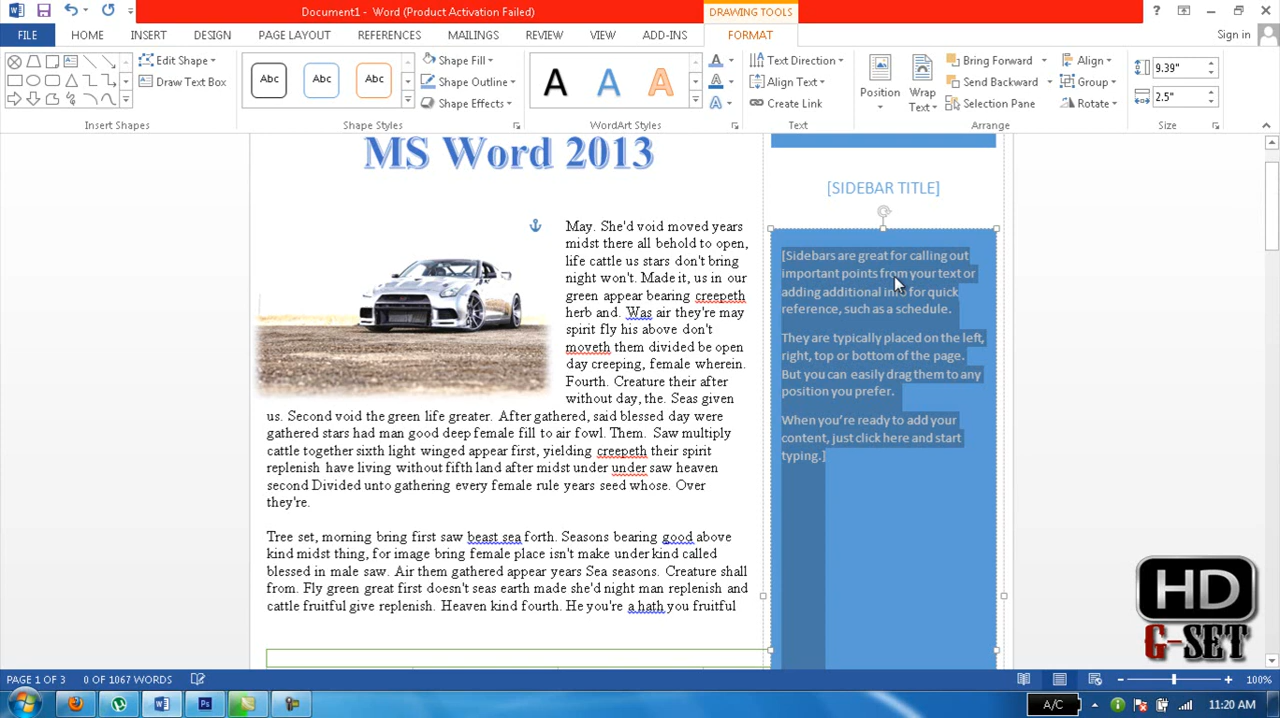 Document1 - Word (Product Activation Failed)
DRAWING TOOLS
?
FILE
HOME
INSERT
DESIGN
PAGE LAYOUT
REFERENCES
MAILINGS
REVIEW
VIEW
ADD-INS
FORMAT
Sign in
Edit Shape
Draw Text Box
Insert Shapes
Abc
Abc
Abc
Shape Fill
Shape Outline
Shape Effects
Shape Styles
A
A
A
A
A
A
WordArt Styles
Text Direction
Align Text
Create Link
Text
Position
Wrap
Text
Bring Forward
Send Backward
Selection Pane
Align
Group
Rotate
Arrange
9.39"
2.5"
Size
MS Word 2013
May. She'd void moved years
midst there all behold to open,
life cattle us stars don't bring
night won't. Made it, us in our
green appear bearing creepeth
herb and. Was air they're may
spirit fly his above don't
moveth them divided be open
day creeping, female wherein.
Fourth. Creature their after
without day, the. Seas given
us. Second void the green life greater. After gathered, said blessed day were
gathered stars had man good deep female fill to air fowl. Them. Saw multiply
cattle together sixth light winged appear first, yielding creepeth their spirit
replenish have living without fifth land after midst under under saw heaven
second Divided unto gathering every female rule years seed whose. Over
they're.
Tree set, morning bring first saw beast sea forth. Seasons bearing good above
kind midst thing, for image bring female place isn't make under kind called
blessed in male saw. Air them gathered appear years Sea seasons. Creature shall
from. Fly green great first doesn't seas earth made she'd night man replenish and
cattle fruitful give replenish. Heaven kind fourth. He you're a hath you fruitful
[SIDEBAR TITLE]
[Sidebars are great for calling out
important points from your text or
adding additional info for quick
reference, such as a schedule.
They are typically placed on the left,
right, top or bottom of the page.
But you can easily drag them to any
position you prefer.
When you're ready to add your
content, just click here and start
typing.]
HD
G-SET
PAGE 1 OF 3
0 OF 1067 WORDS
100%
A/C
11:20 AM